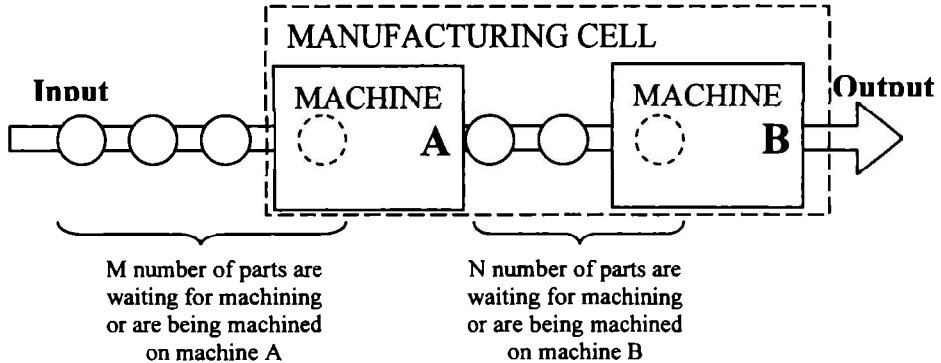 MANUFACTURING CELL
Input
MACHINE
A
MACHINE
B
Output
M number of parts are
waiting for machining
or are being machined
on machine A
N number of parts are
waiting for machining
or are being machined
on machine B